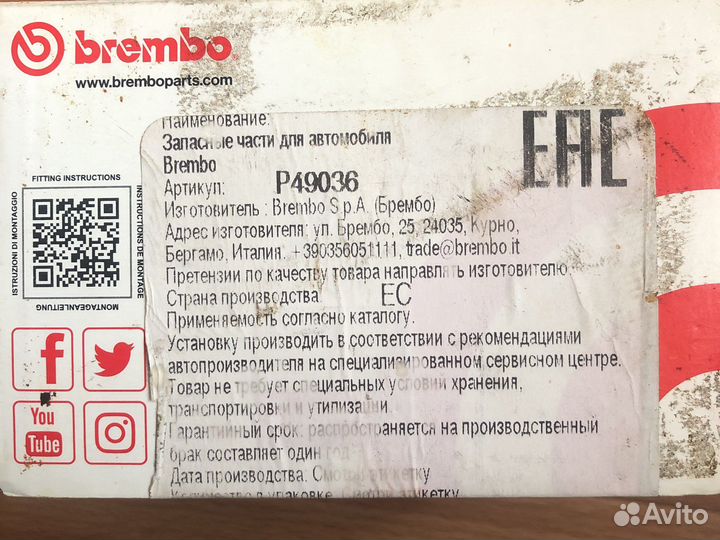 brembo
www.bremboparts.com
FITTING INSTRUCTIONS
ISTRUZIONI DI MONTAGGIO
INSTRUCTIONS DE MONTAGE
MONTAGEANLEITUNG
Наименование:
Запасные части для автомобиля
Brembo
Артикул: P49036
Изготовитель: Brembo S.p.A. (Брембо)
Адрес изготовителя: ул. Брембо, 25, 24035, Курно,
Бергамо, Италия. +390356051111, trade@brembo.it
Претензии по качеству товара направлять изготовителю.
Страна производства: ЕС
Применяемость согласно каталогу.
Установку производить в соответствии с рекомендациями
автопроизводителя на специализированном сервисном центре.
Товар не требует специальных условий хранения,
транспортировки и утилизации.
Гарантийный срок: распространяется на производственный
брак составляет один год
Дата производства: Смотри этикетку
Количество в упаковке. Смотри этикетку
EAC
f
You
Tube
Avito